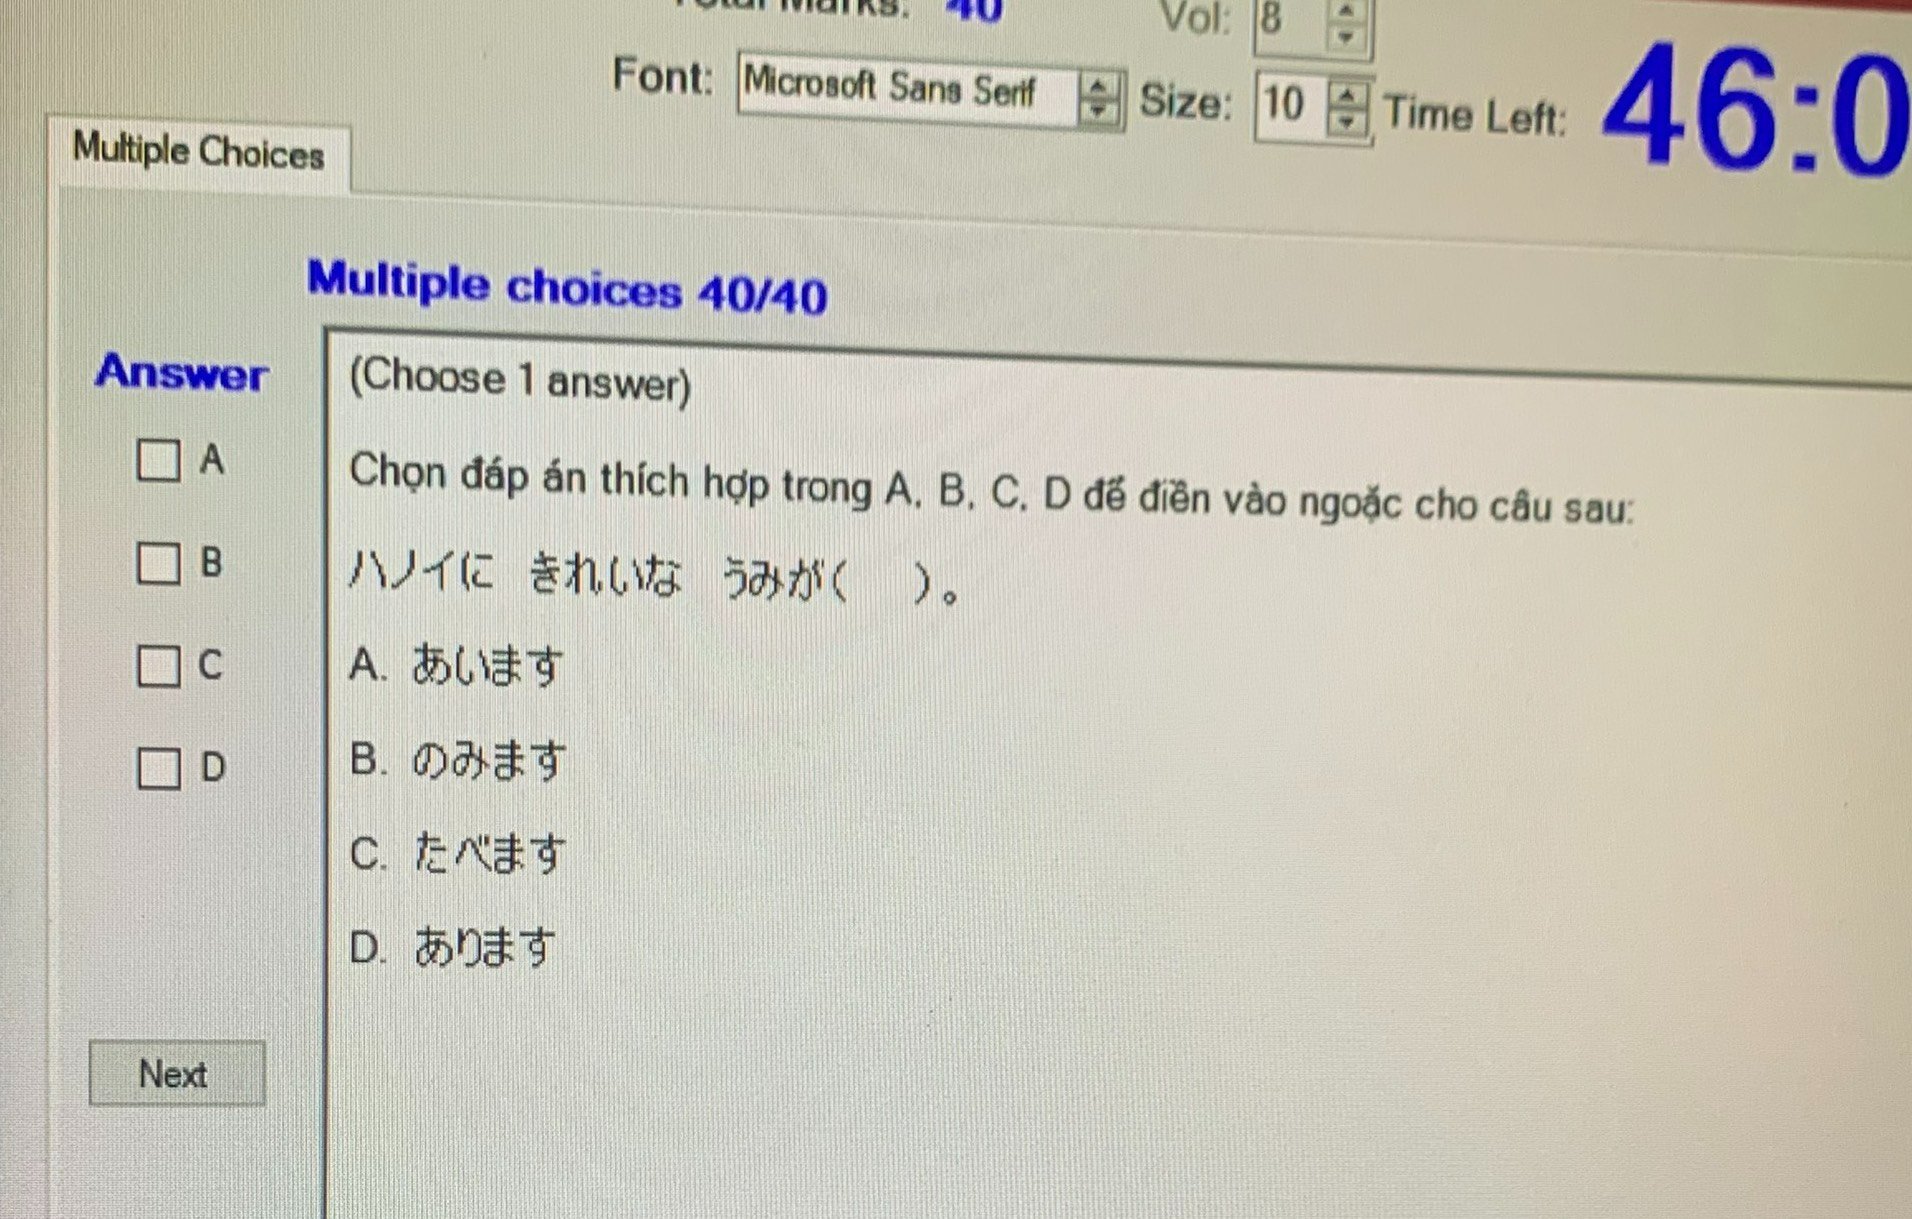 Total Marks: 40
Vol: 8
Font: Microsoft Sans Serif Size: 10 Time Left: 46:0
Multiple Choices
Multiple choices 40/40
Answer
(Choose 1 answer)
A
Chọn đáp án thích hợp trong A, B, C, D để điền vào ngoặc cho câu sau:
B
ハノイに きれいな うみが( )。
C
A. あいます
D
B. のみます
C. たべます
D. あります
Next